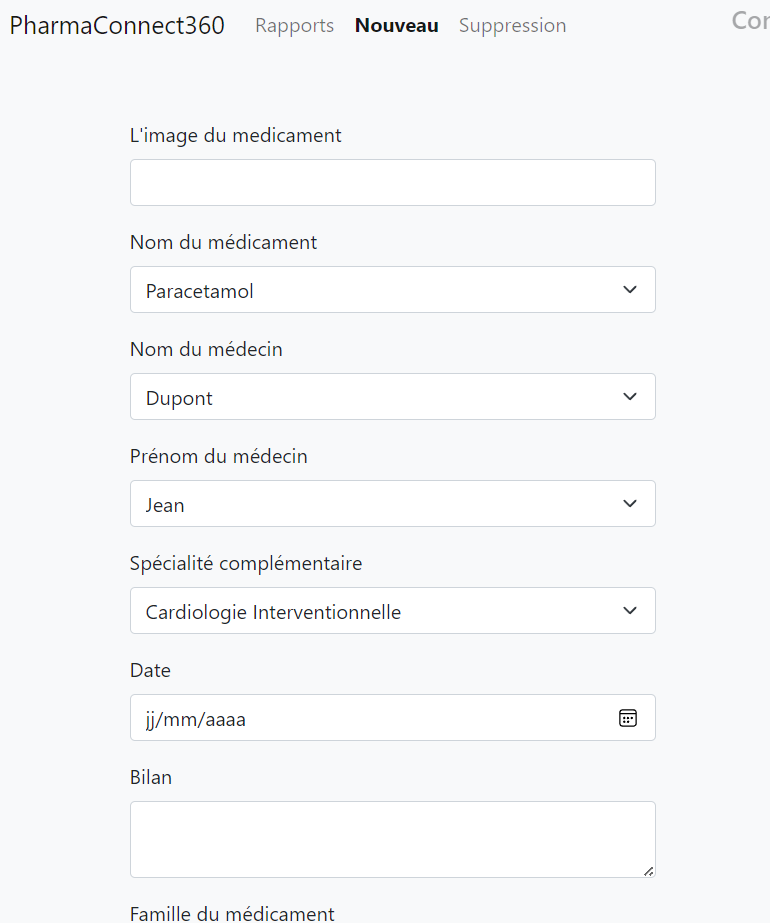 PharmaConnect360 Rapports Nouveau Suppression
L'image du medicament
Nom du médicament
Paracetamol
Nom du médecin
Dupont
Prénom du médecin
Jean
Spécialité complémentaire
Cardiologie Interventionnelle
Date
jj/mm/aaaa
Bilan
Famille du médicament